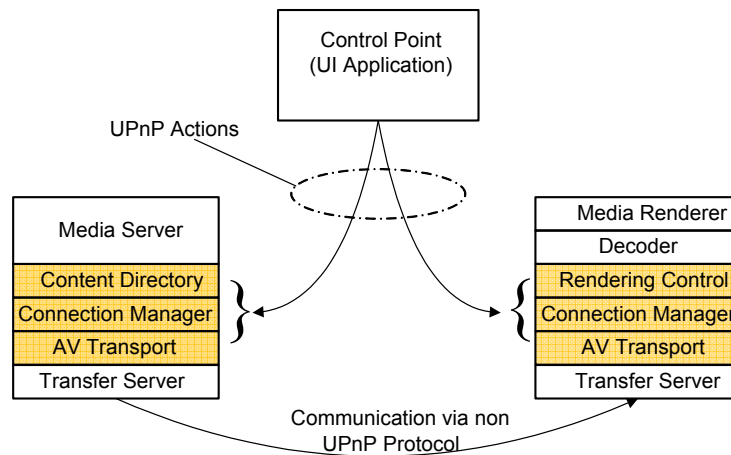 Control Point
(UI Application)
UPnP Actions
Media Server
Content Directory
Connection Manager
AV Transport
Transfer Server
Media Renderer
Decoder
Rendering Control
Connection Manager
AV Transport
Transfer Server
Communication via non
UPnP Protocol